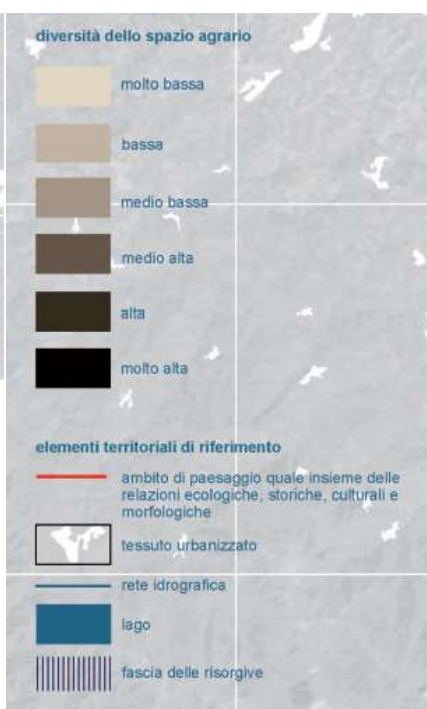 diversità dello spazio agrario
molto bassa
bassa
medio bassa
medio alta
alta
molto alta
elementi territoriali di riferimento
ambito di paesaggio quale insieme delle
relazioni ecologiche, storiche, culturali e
morfologiche
tessuto urbanizzato
rete idrografica
lago
fascia delle risorgive